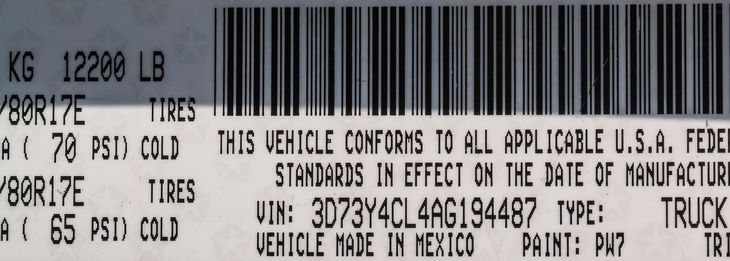 KG 12200 LB
/80R17E TIRES
A ( 70 PSI) COLD
/80R17E TIRES
A ( 65 PSI) COLD
THIS VEHICLE CONFORMS TO ALL APPLICABLE U.S.A. FEDE
STANDARDS IN EFFECT ON THE DATE OF MANUFACTUR
VIN: 3D73Y4CL4AG194487 TYPE: TRUCK
VEHICLE MADE IN MEXICO PAINT: PW7 TRI